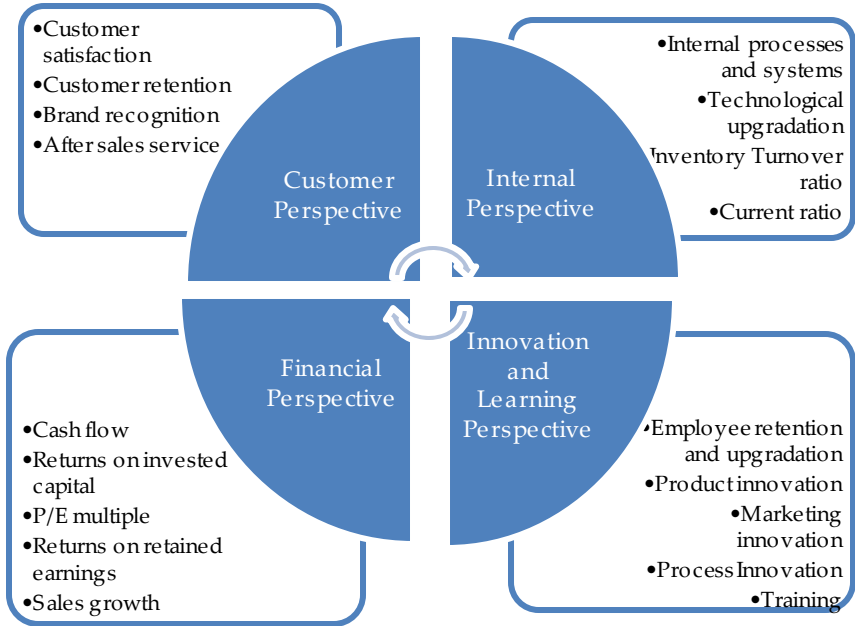 •Customer
satisfaction
•Customer retention
•Brand recognition
•After sales service
Customer
Perspective
•Internal processes
and systems
•Technological
upgradation
Inventory Turnover
ratio
•Current ratio
Internal
Perspective
Financial
Perspective
•Cash flow
•Returns on invested
capital
•P/E multiple
•Returns on retained
earnings
•Sales growth
Innovation
and
Learning
Perspective
•Employee retention
and upgradation
•Product innovation
•Marketing
innovation
•Process Innovation
•Training